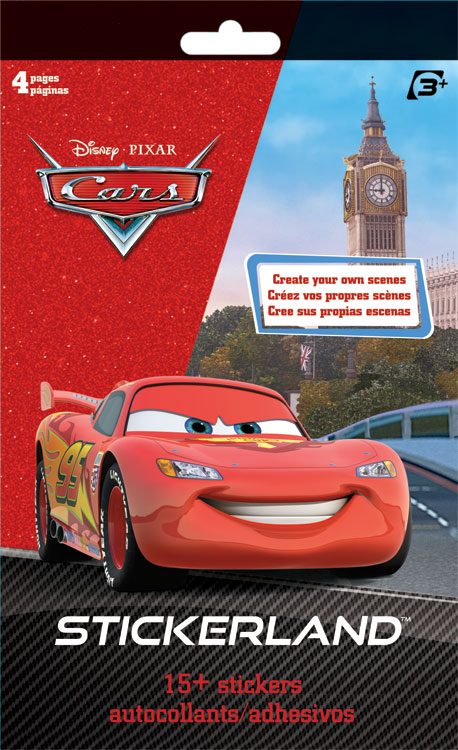 4 pages
páginas
3+
Disney · PIXAR
Cars
Create your own scenes
Créez vos propres scènes
Cree sus propias escenas
95
STICKERLAND™
15+ stickers
autocollants/adhesivos